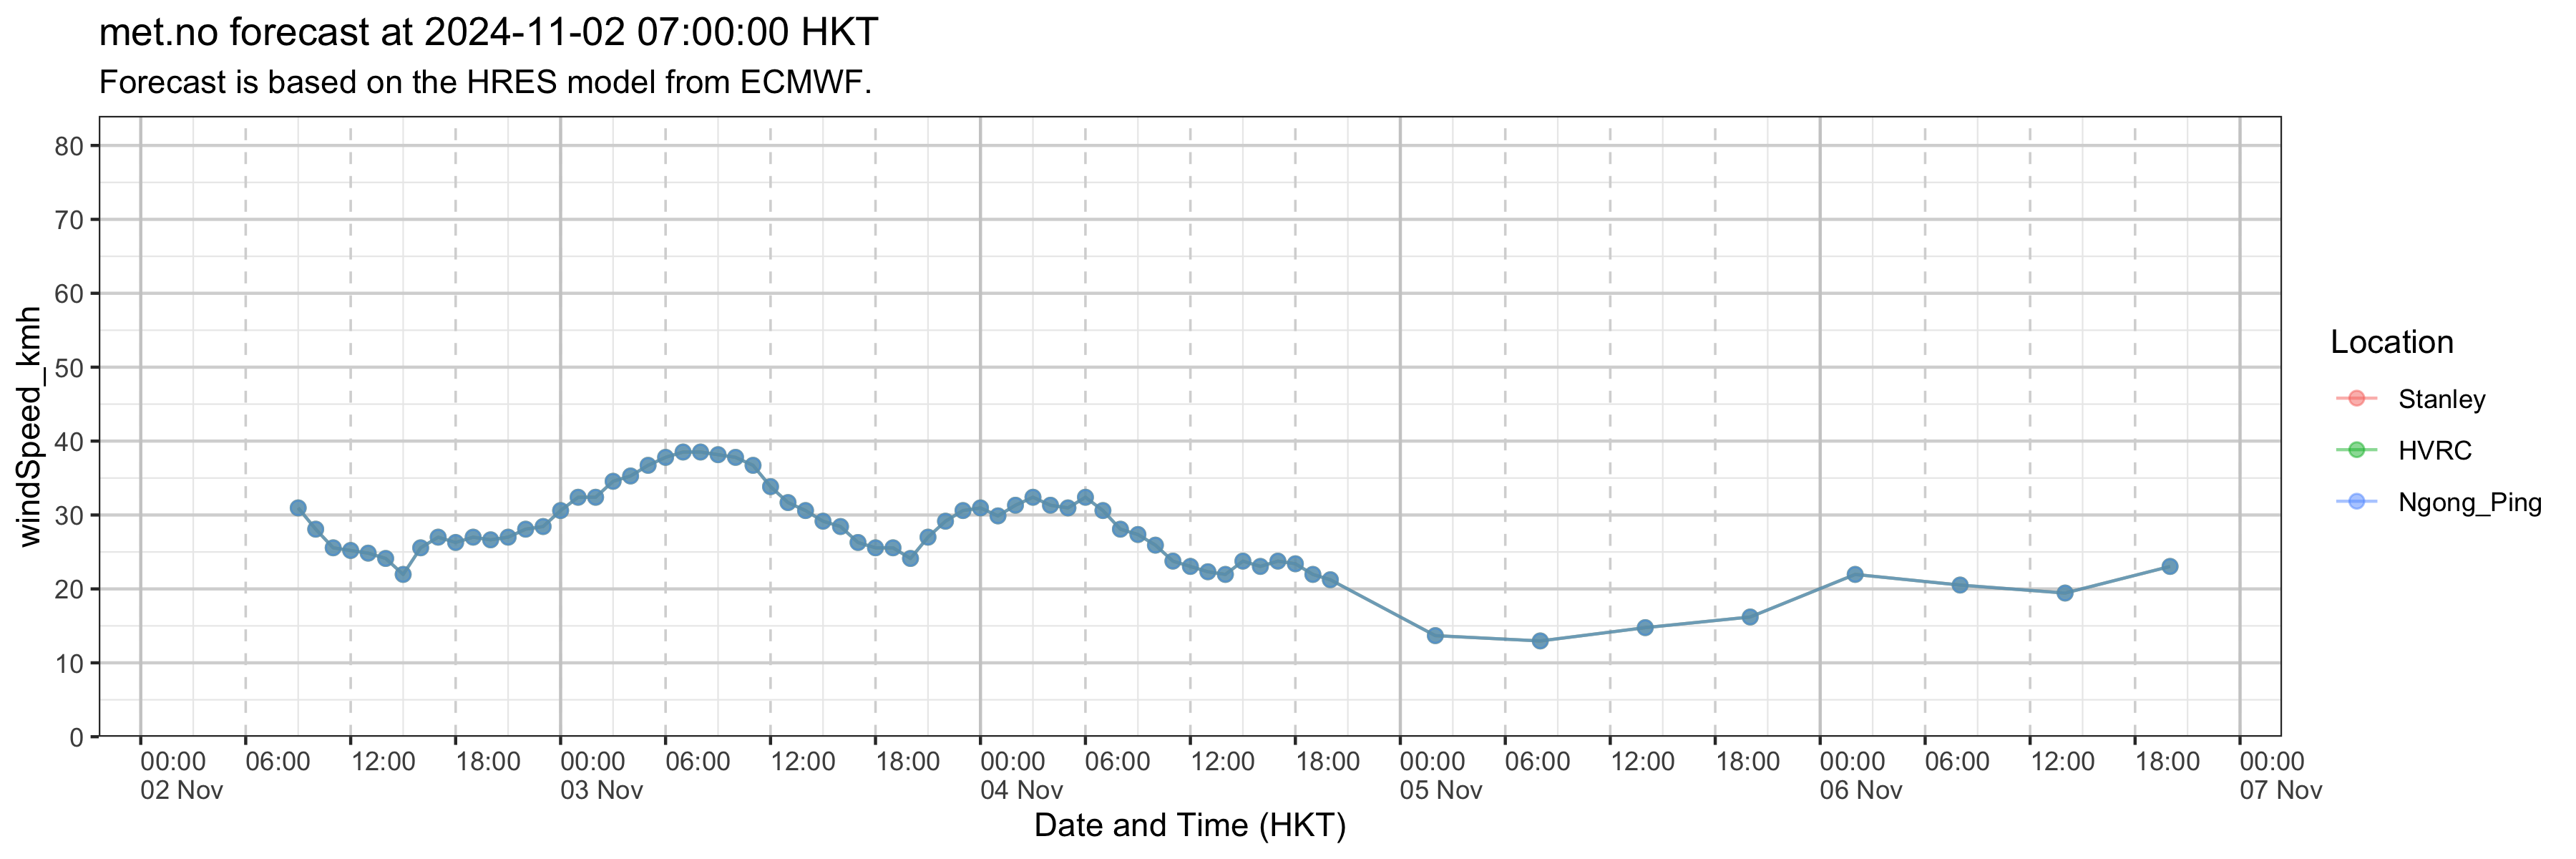 met.no forecast at 2024-11-02 07:00:00 HKT
Forecast is based on the HRES model from ECMWF.
windSpeed_kmh
80
70
60
50
40
30
20
10
0
00:00 06:00 12:00 18:00 00:00 06:00 12:00 18:00 00:00 06:00 12:00 18:00 00:00 06:00 12:00 18:00 00:00 06:00 12:00 18:00 00:00
02 Nov 03 Nov 04 Nov 05 Nov 06 Nov 07 Nov
Date and Time (HKT)
Location
Stanley
HVRC
Ngong_Ping